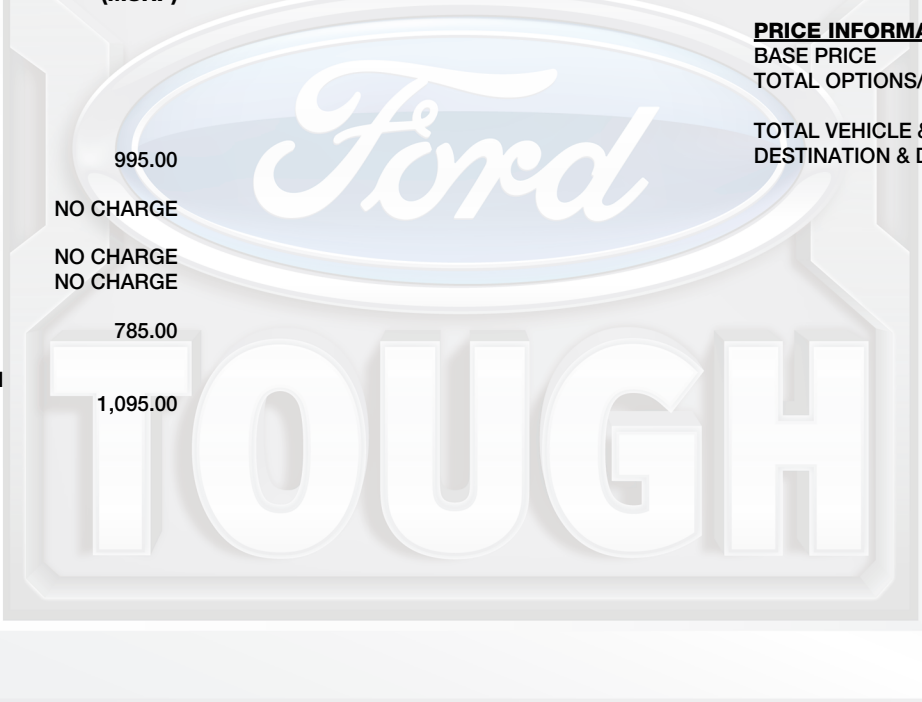 (MSRP)
995.00
NO CHARGE
NO CHARGE
NO CHARGE
785.00
1,095.00
PRICE INFORMA
BASE PRICE
TOTAL OPTIONS/
TOTAL VEHICLE &
DESTINATION & D
Ford
TOUGH